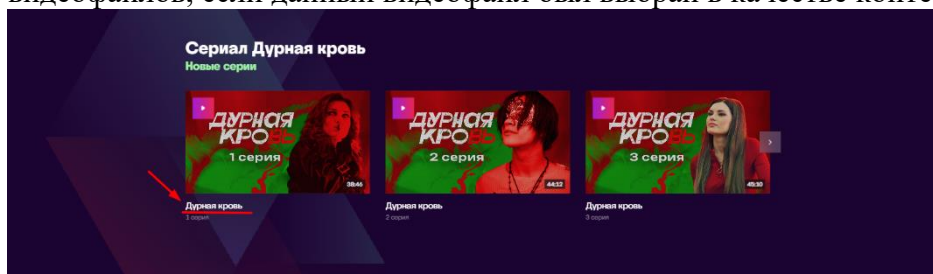 видеофайлов, если данный видеофайл был выбран в качестве конте
Сериал Дурная кровь
Новые серии
ДУРНАЯ
КРОВЬ
1 серия
38:46
ДУРНАЯ
КРОВЬ
2 серия
44:12
ДУРНАЯ
КРОВЬ
3 серия
45:10
Дурная кровь
1 серия
Дурная кровь
2 серия
Дурная кровь
3 серия